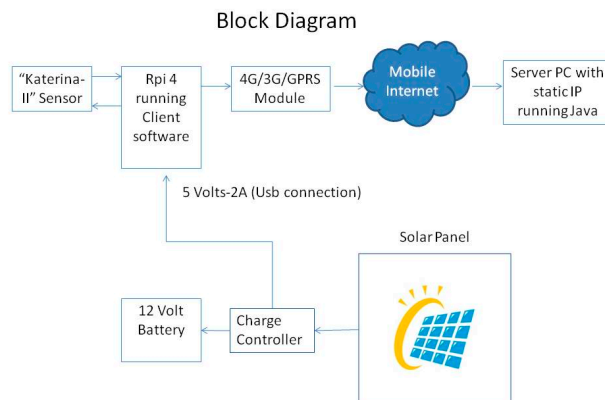 Block Diagram
“Katerina-
II” Sensor
Rpi 4
running
Client
software
4G/3G/GPRS
Module
Mobile
Internet
Server PC with
static IP
running Java
5 Volts-2A (Usb connection)
Solar Panel
12 Volt
Battery
Charge
Controller